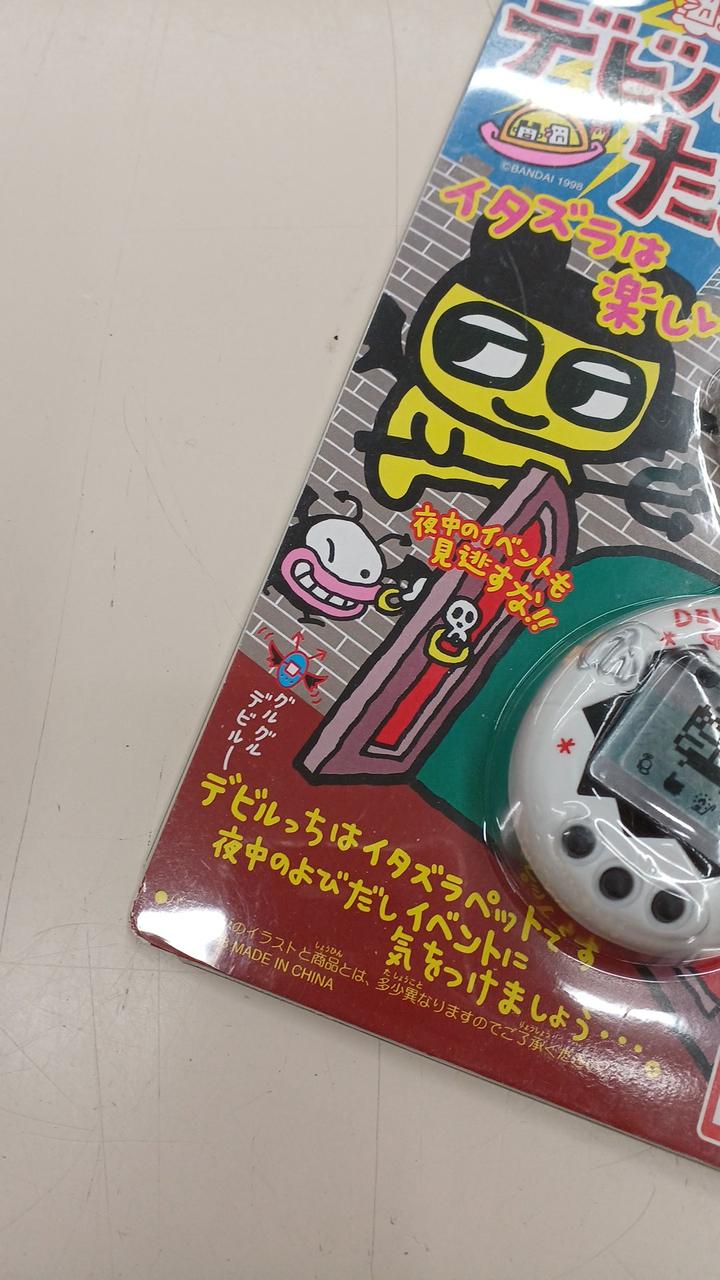 デビル
た
©BANDAI 1998
イタズラは
楽しい
夜中のイベントも
見逃すな!!
DEV
グルグル
デビルー
デビルっちはイタズラペットです
夜中のよびだしイベントに
気をつけましょう・・・
のイラストと商品とは、多少異なりますのでご了承ください
MADE IN CHINA